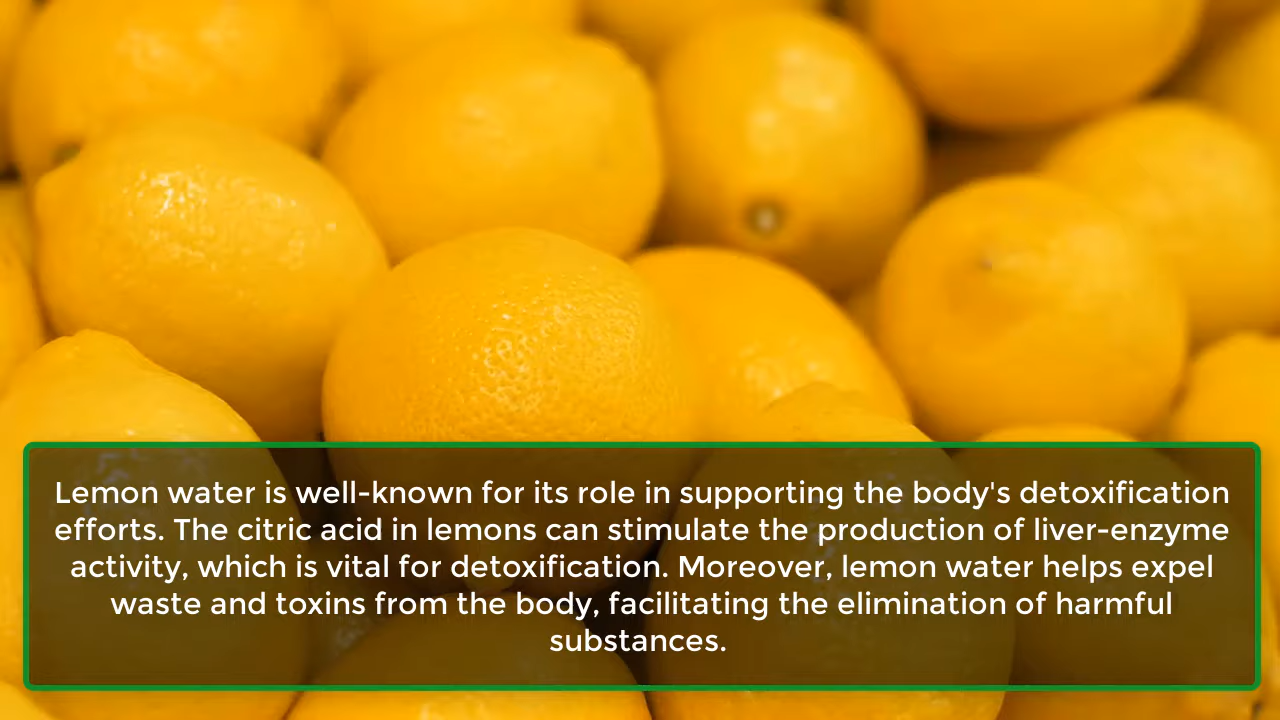 Lemon water is well-known for its role in supporting the body's detoxification
efforts. The citric acid in lemons can stimulate the production of liver-enzyme
activity, which is vital for detoxification. Moreover, lemon water helps expel
waste and toxins from the body, facilitating the elimination of harmful
substances.